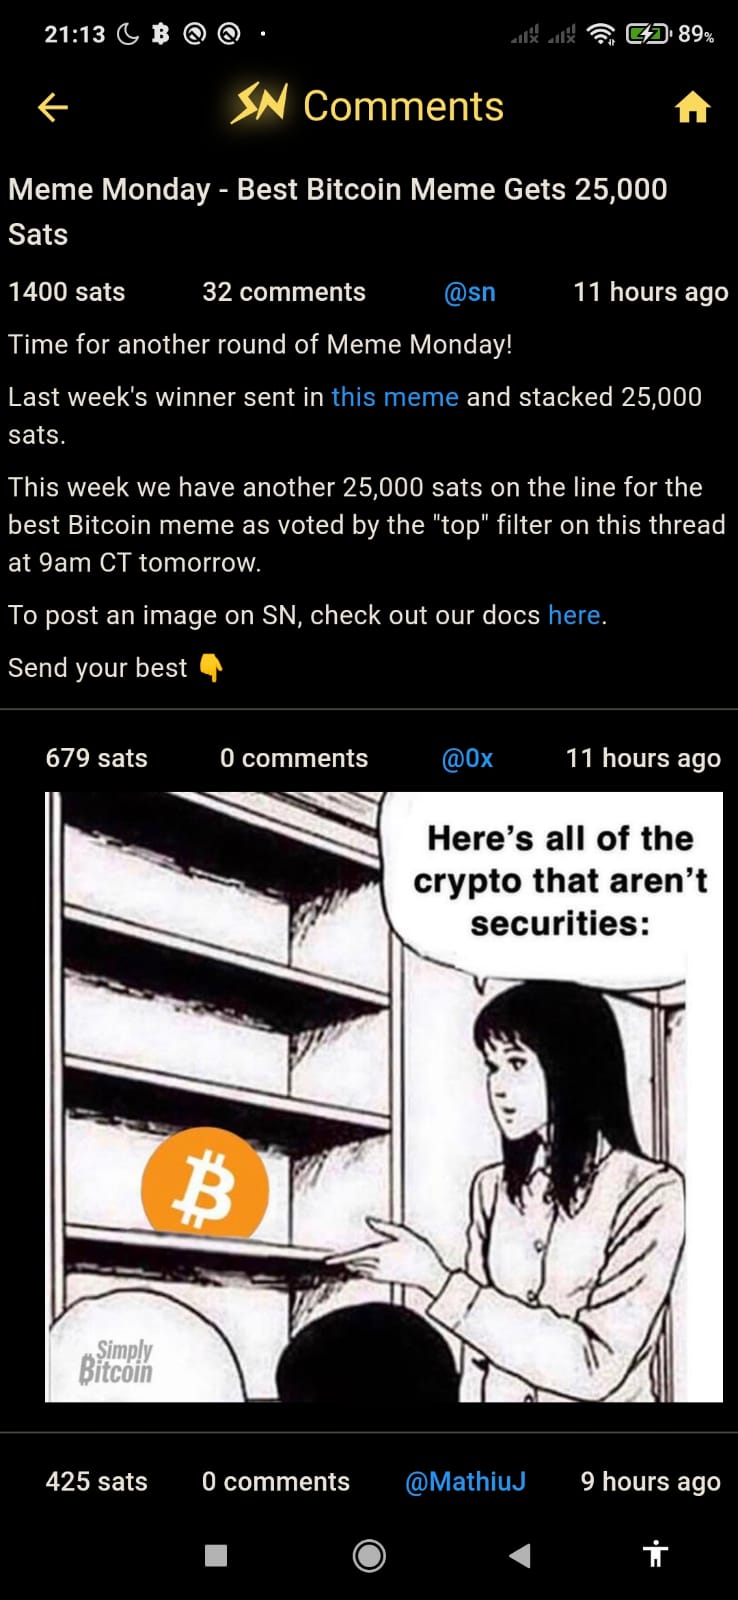 21:13 89%
SN Comments
Meme Monday - Best Bitcoin Meme Gets 25,000
Sats
1400 sats 32 comments @sn 11 hours ago
Time for another round of Meme Monday!
Last week's winner sent in this meme and stacked 25,000
sats.
This week we have another 25,000 sats on the line for the
best Bitcoin meme as voted by the "top" filter on this thread
at 9am CT tomorrow.
To post an image on SN, check out our docs here.
Send your best 👇
679 sats 0 comments @0x 11 hours ago
Here's all of the
crypto that aren't
securities:
Simply
Bitcoin
425 sats 0 comments @MathiuJ 9 hours ago